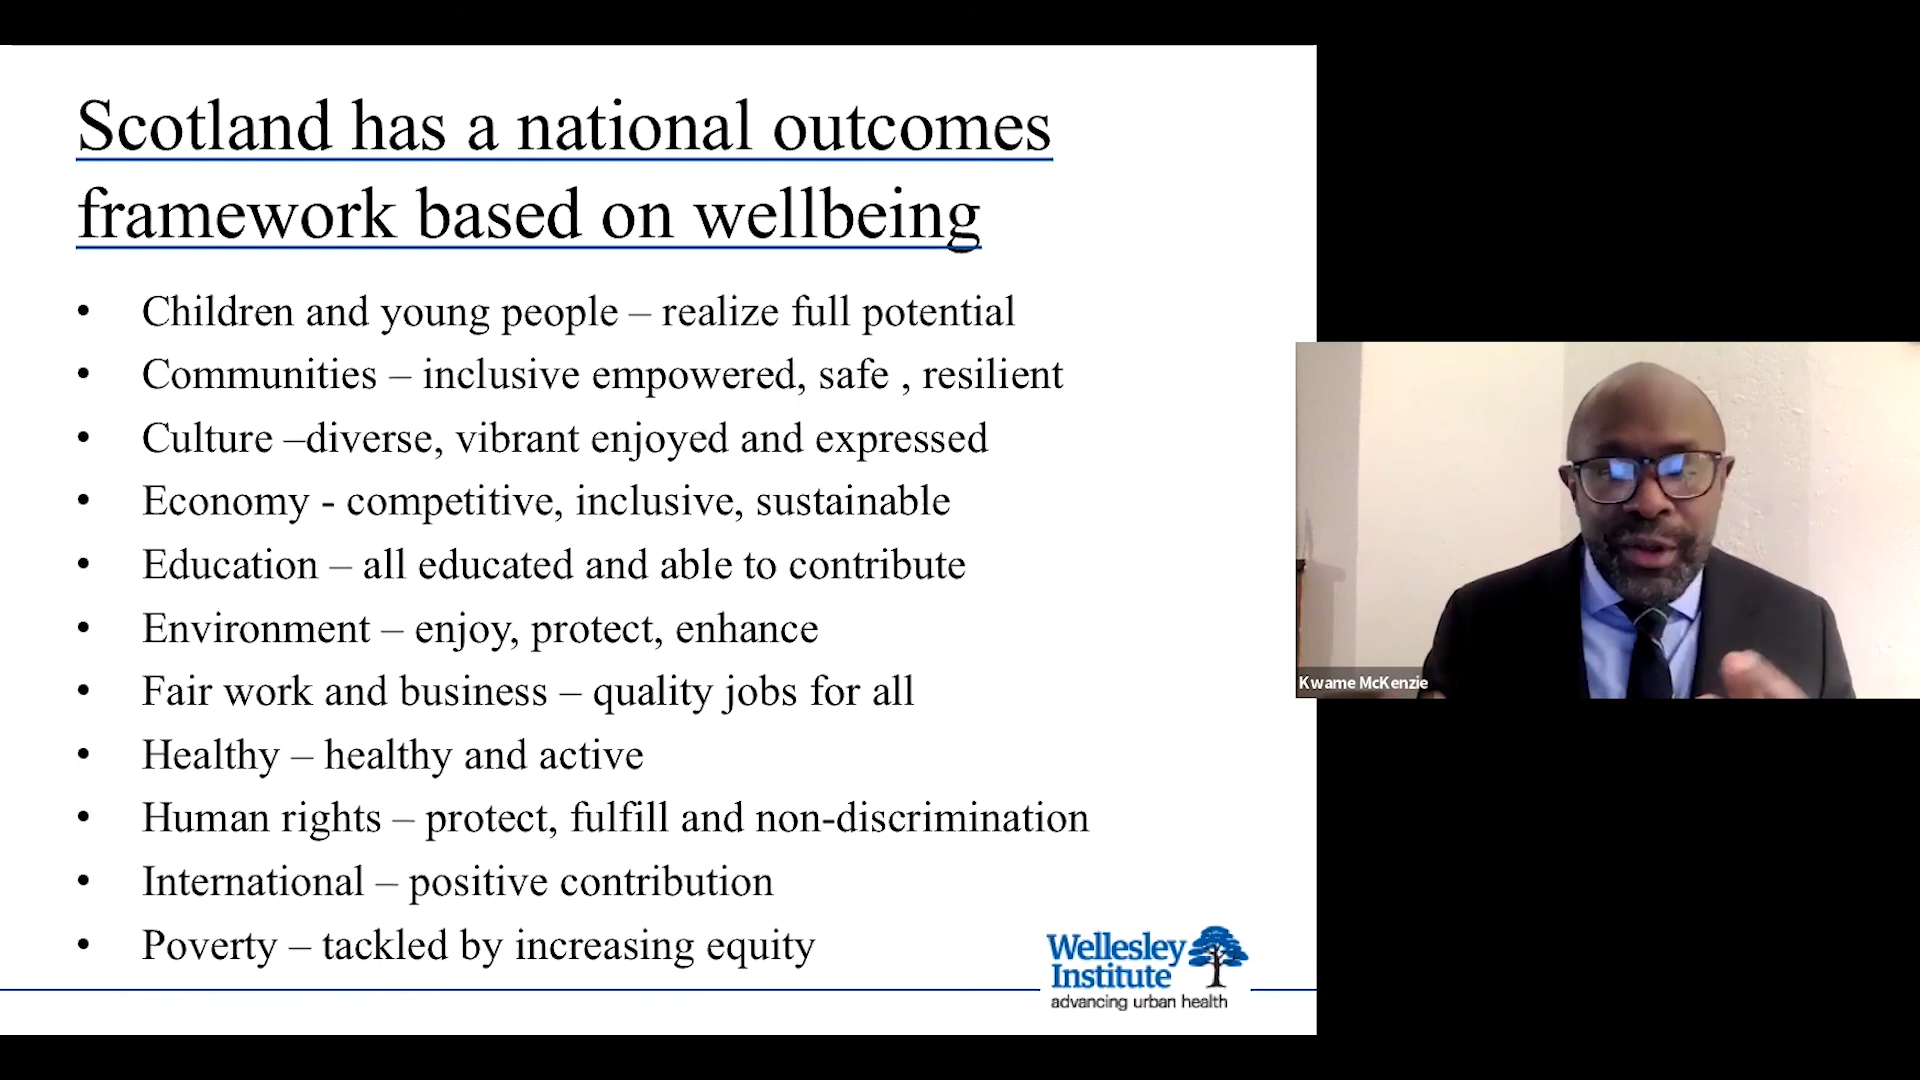 Scotland has a national outcomes
framework based on wellbeing
• Children and young people – realize full potential
• Communities – inclusive empowered, safe , resilient
• Culture –diverse, vibrant enjoyed and expressed
• Economy - competitive, inclusive, sustainable
• Education – all educated and able to contribute
• Environment – enjoy, protect, enhance
• Fair work and business – quality jobs for all
• Healthy – healthy and active
• Human rights – protect, fulfill and non-discrimination
• International – positive contribution
• Poverty – tackled by increasing equity
Wellesley
Institute
advancing urban health
Kwame McKenzie